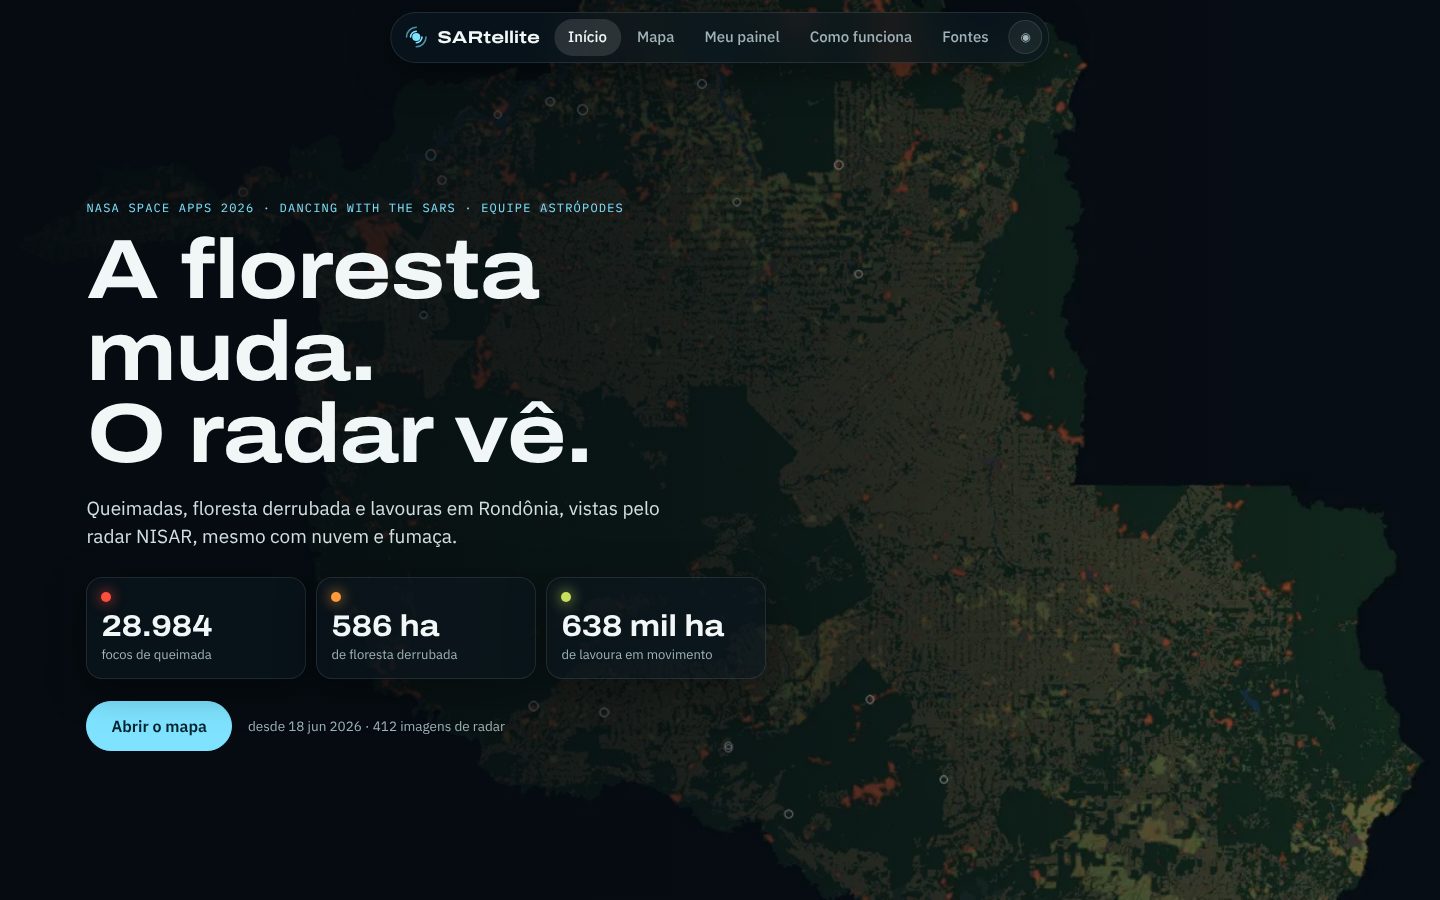 SARtellite
Início
Mapa
Meu painel
Como funciona
Fontes
NASA SPACE APPS 2026 · DANCING WITH THE SARS · EQUIPE ASTRÓPODES
A floresta
muda.
O radar vê.
Queimadas, floresta derrubada e lavouras em Rondônia, vistas pelo
radar NISAR, mesmo com nuvem e fumaça.
28.984
focos de queimada
586 ha
de floresta derrubada
638 mil ha
de lavoura em movimento
Abrir o mapa
desde 18 jun 2026 · 412 imagens de radar